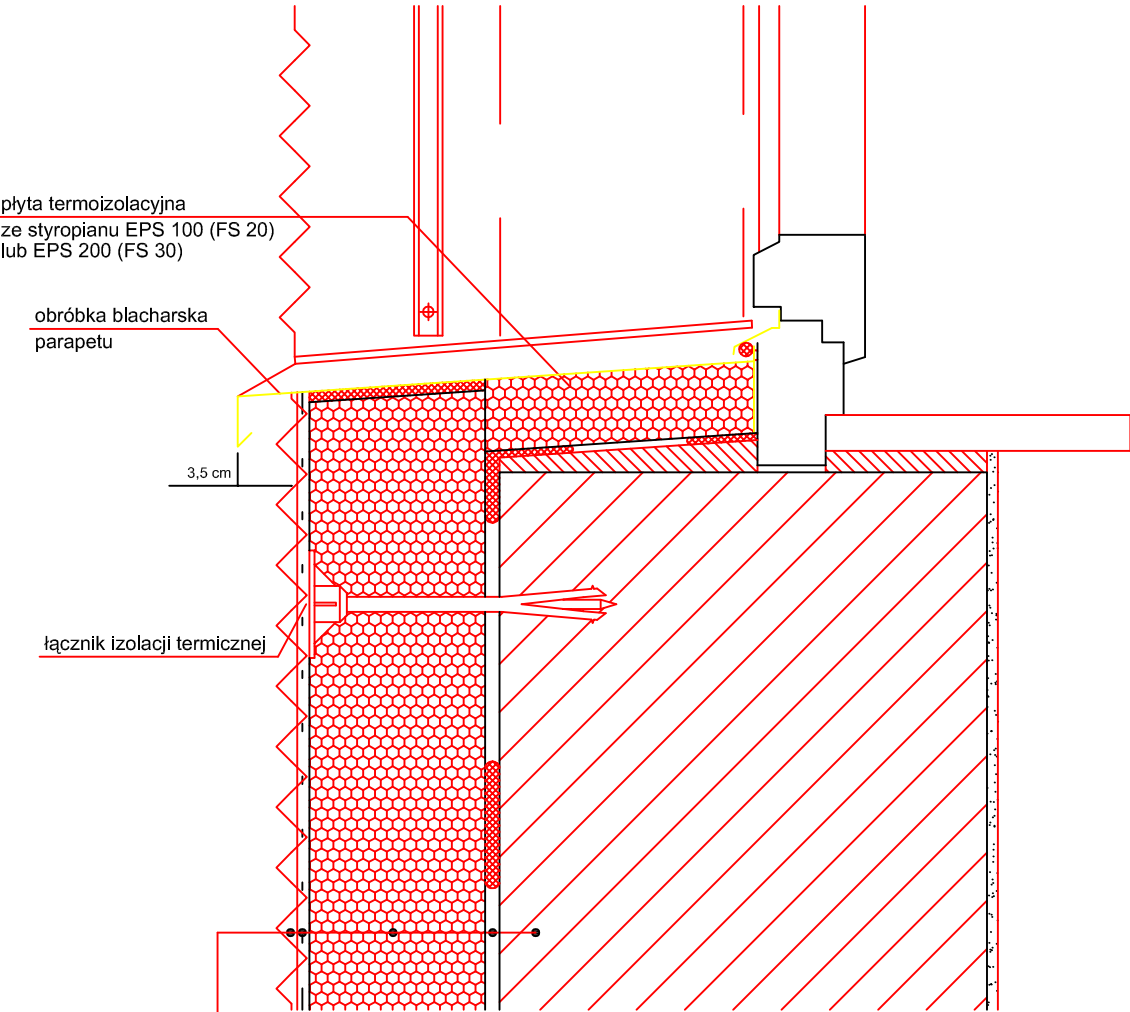 płyta termoizolacyjna
ze styropianu EPS 100 (FS 20)
lub EPS 200 (FS 30)
obróbka blacharska
parapetu
3,5 cm
łącznik izolacji termicznej